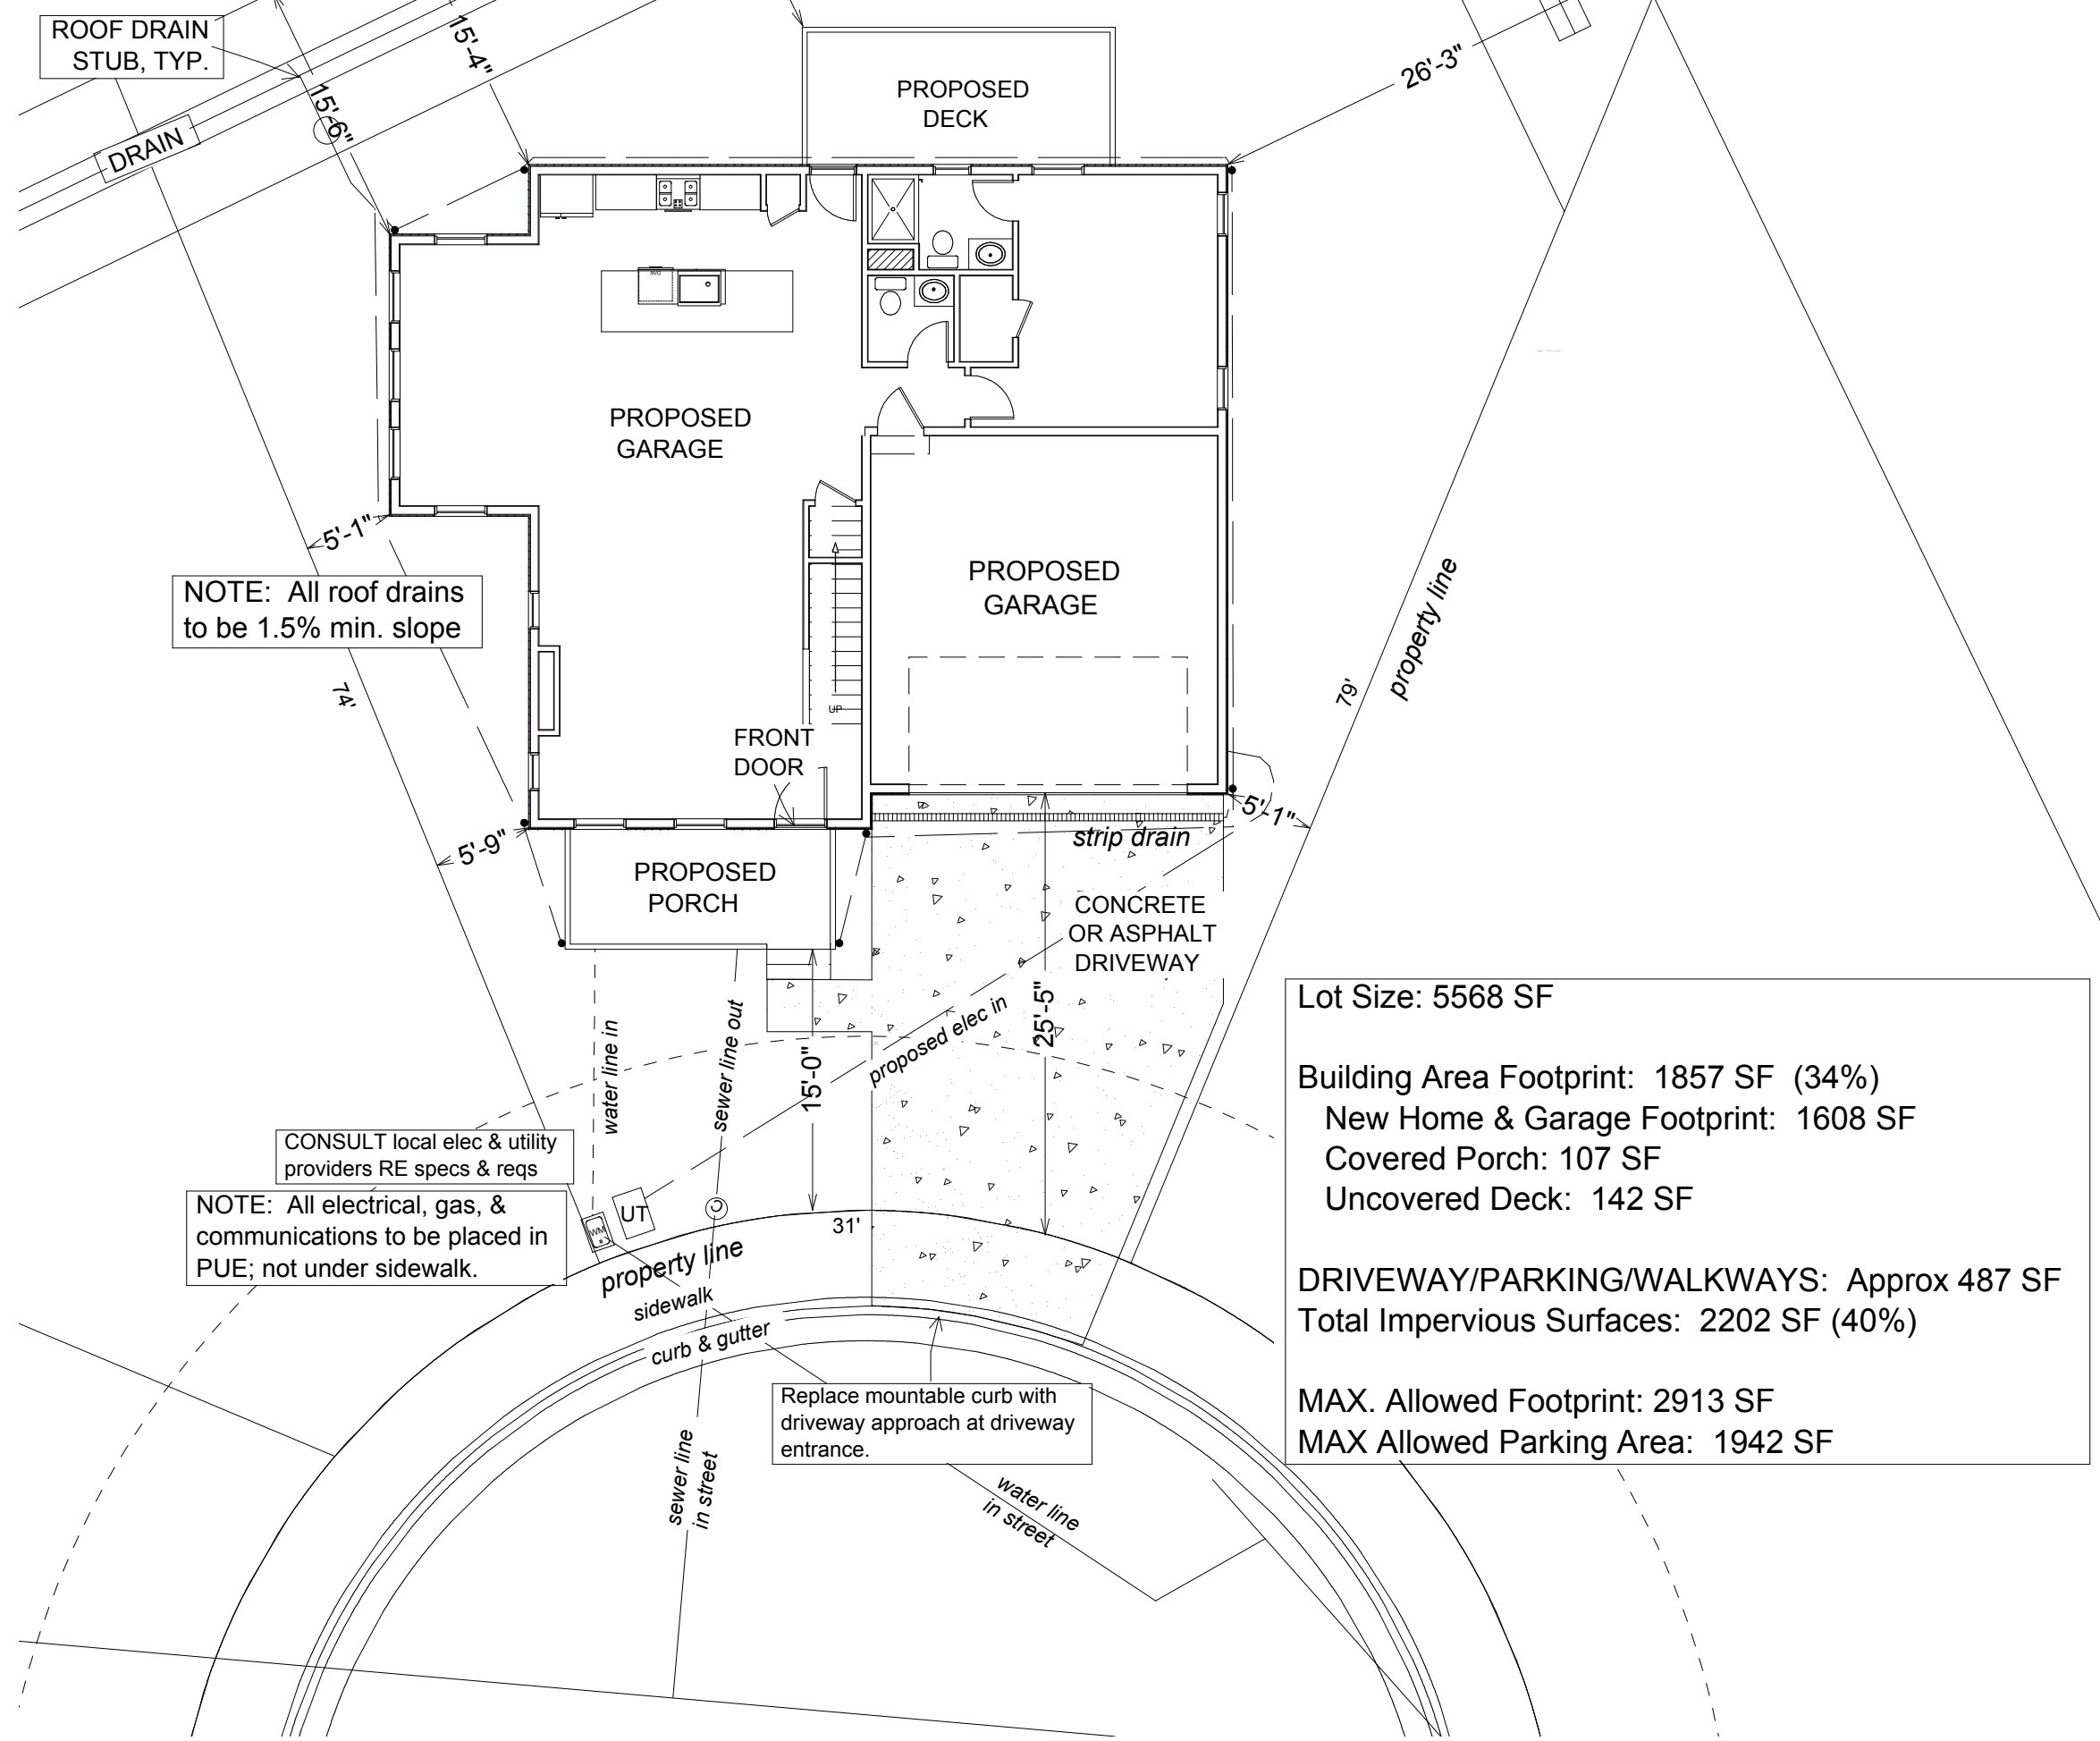 ROOF DRAIN
STUB, TYP.
15'-4"
15'-6"
DRAIN
PROPOSED
DECK
26'-3"
DW
PROPOSED
GARAGE
5'-1"
NOTE:  All roof drains
to be 1.5% min. slope
PROPOSED
GARAGE
property line
74'
79'
UP
FRONT
DOOR
5'-9"
5'-1"
strip drain
PROPOSED
PORCH
CONCRETE
OR ASPHALT
DRIVEWAY
water line in
sewer line out
15'-0"
proposed elec in
25'-5"
CONSULT local elec & utility
providers RE specs & reqs
NOTE:  All electrical, gas, &
communications to be placed in
PUE; not under sidewalk.
WM
UT
C
31'
property line
sidewalk
curb & gutter
Replace mountable curb with
driveway approach at driveway
entrance.
sewer line
in street
water line
in street
Lot Size: 5568 SF
Building Area Footprint:  1857 SF  (34%)
New Home & Garage Footprint:  1608 SF
Covered Porch: 107 SF
Uncovered Deck:  142 SF
DRIVEWAY/PARKING/WALKWAYS:  Approx 487 SF
Total Impervious Surfaces:  2202 SF (40%)
MAX. Allowed Footprint: 2913 SF
MAX Allowed Parking Area:  1942 SF